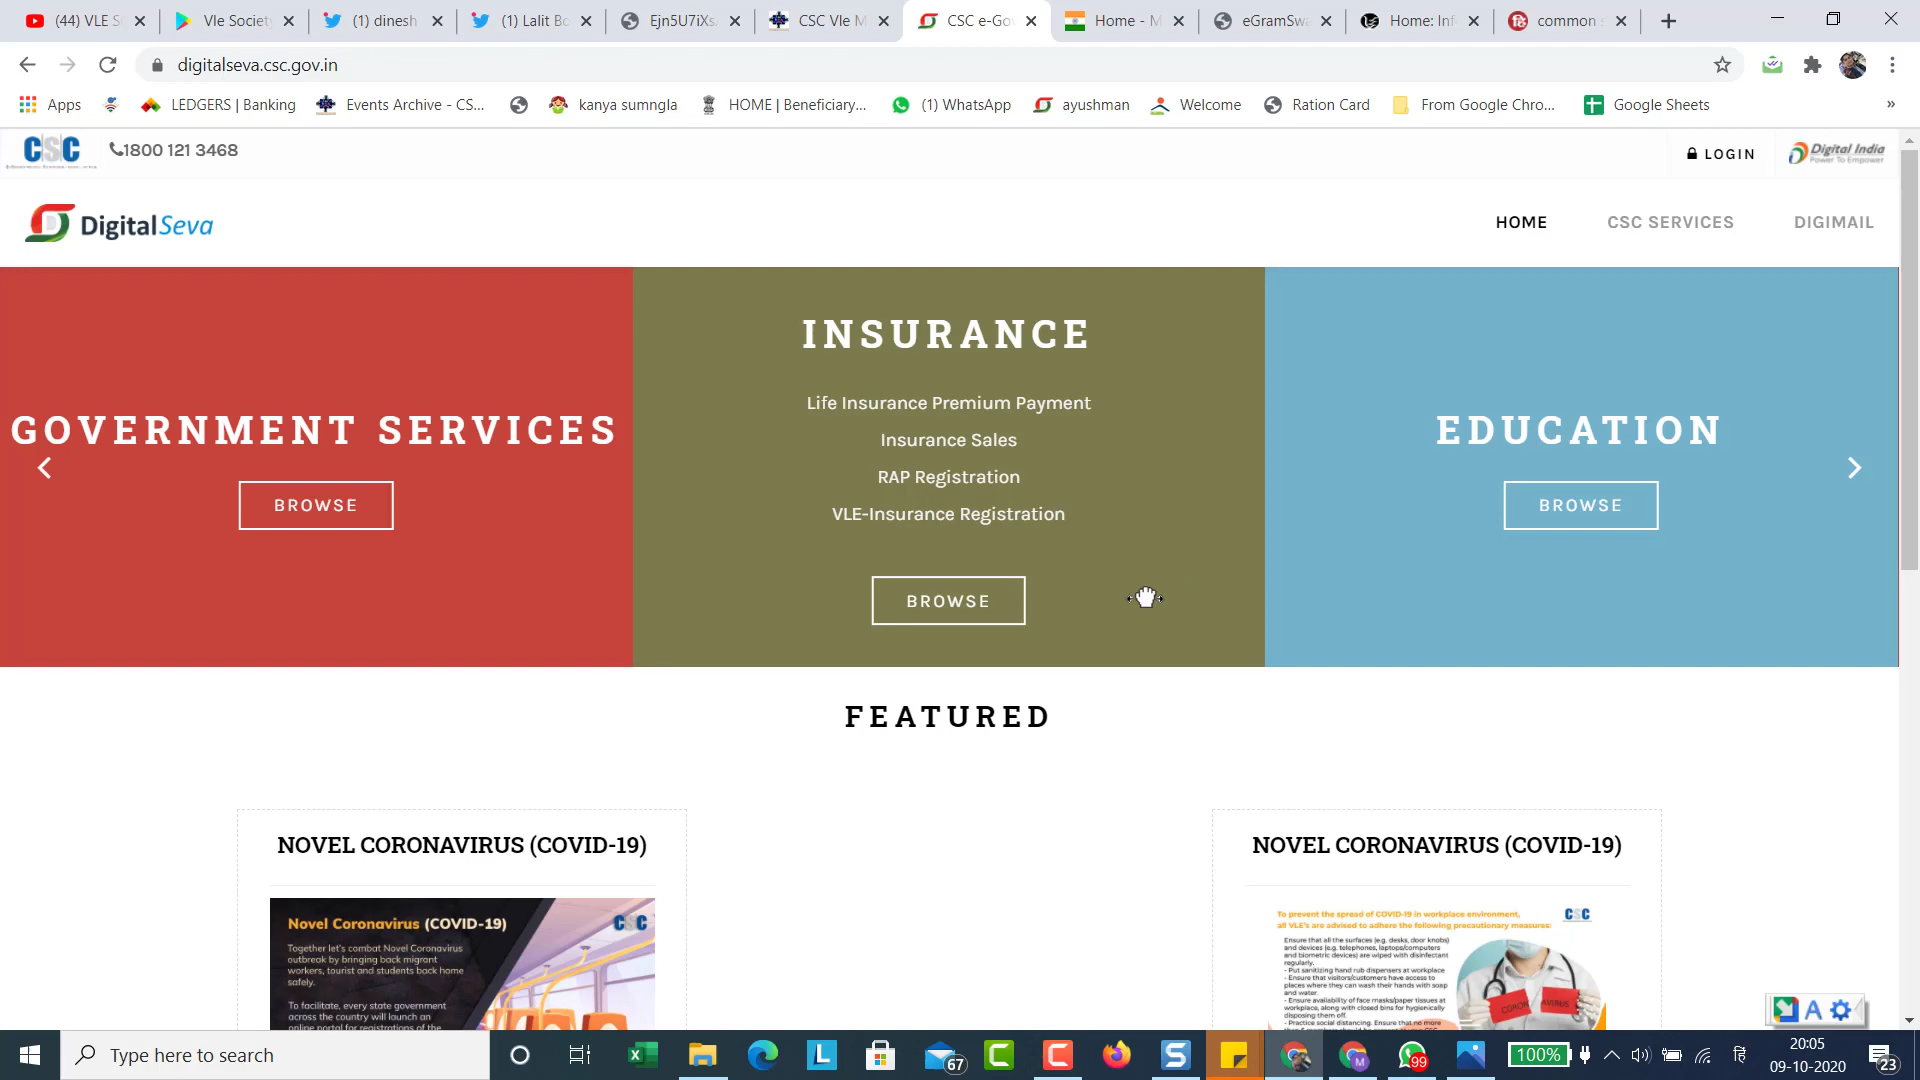 (44) VLE S
Vle Society
(1) dinesh
(1) Lalit Bo
Ejn5U7iXs
CSC Vle M
CSC e-Gov
Home - M
eGramSwa
Home: Inf
common s
digitalseva.csc.gov.in
Apps
LEDGERS | Banking
Events Archive - CS...
kanya sumngla
HOME | Beneficiary...
(1) WhatsApp
ayushman
Welcome
Ration Card
From Google Chro...
Google Sheets
»
CSC
1800 121 3468
LOGIN
Digital India
Power To Empower
DigitalSeva
HOME
CSC SERVICES
DIGIMAIL
GOVERNMENT SERVICES
BROWSE
INSURANCE
Life Insurance Premium Payment
Insurance Sales
RAP Registration
VLE-Insurance Registration
BROWSE
EDUCATION
BROWSE
FEATURED
NOVEL CORONAVIRUS (COVID-19)
Novel Coronavirus (COVID-19)
CSC
Together let's combat Novel Coronavirus
outbreak by bringing back migrant
workers, tourist and students back home
safely.
To facilitate, every state government
across the country will launch an
online portal for registrations of the
NOVEL CORONAVIRUS (COVID-19)
To prevent the spread of COVID-19 in workplace environment,
all VLE's are advised to adhere the following precautionary measures:
CSC
Ensure that all the surfaces (e.g. desks, door knobs)
and devices (e.g. telephones, laptops/computers
and biometric devices) are wiped with disinfectant
regularly.
- Put sanitizing hand rub dispensers at workplace
- Ensure that visitors/customers have access to
places where they can wash their hands with soap
and water.
- Ensure availability of face masks/paper tissues at
workplace, along with closed bins for hygienically
disposing them off.
- Practice social distancing. Ensure that no more
A
Type here to search
67
99
100%
हि
20:05
09-10-2020
23